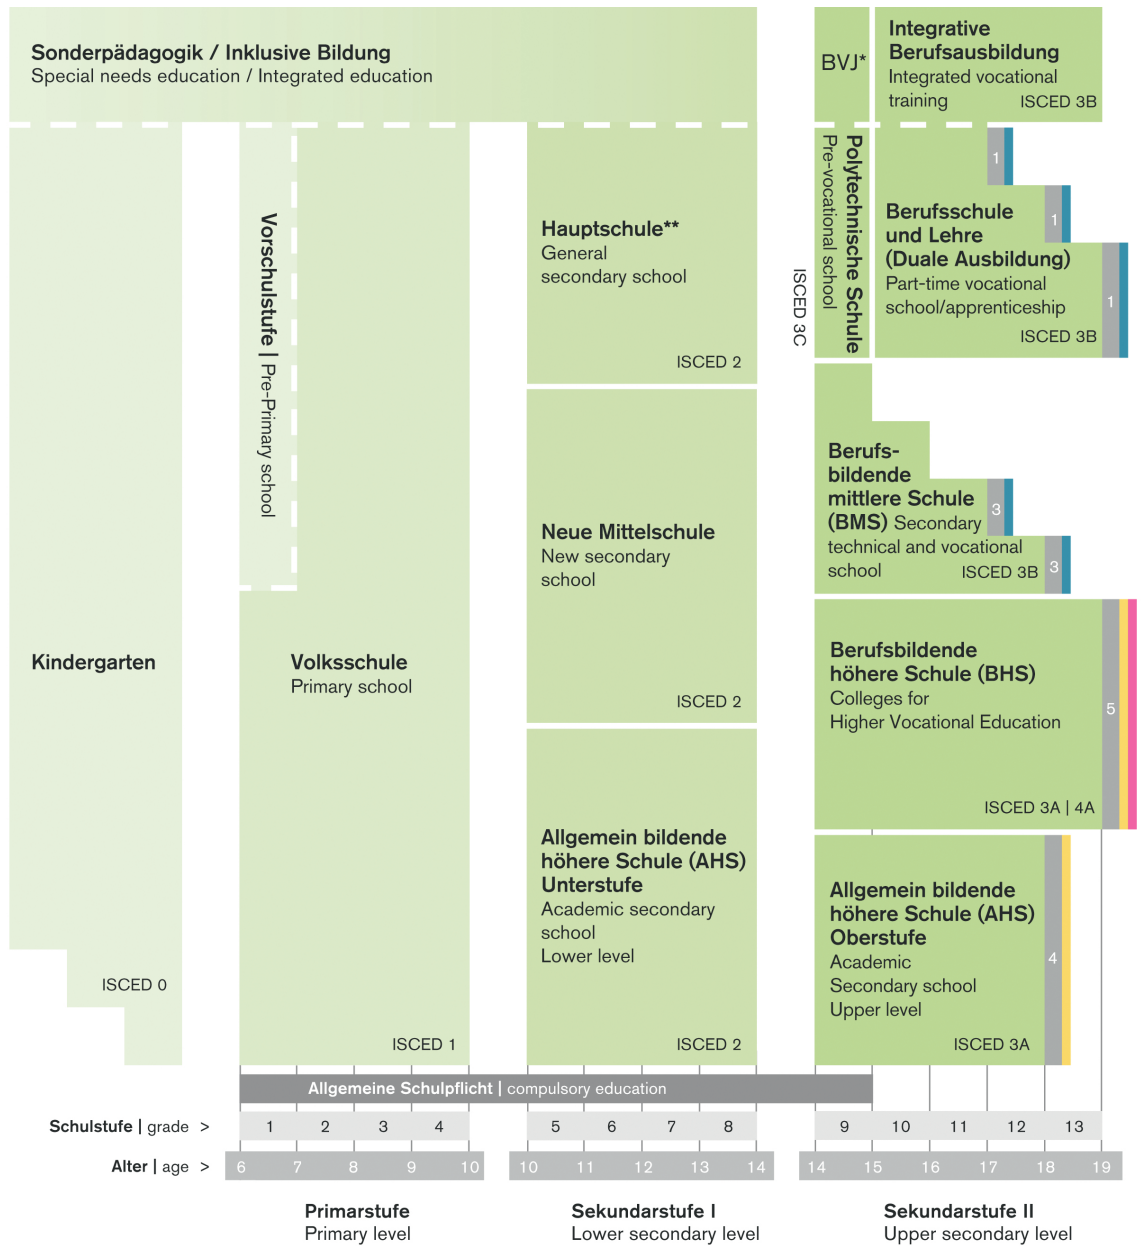 Sonderpädagogik / Inklusive Bildung
Special needs education / Integrated education
BVJ*
Integrative
Berufsausbildung
Integrated vocational
training
ISCED 3B
Kindergarten
ISCED 0
Vorschulstufe | Pre-Primary school
Volksschule
Primary school
ISCED 1
Hauptschule**
General
secondary school
ISCED 2
Neue Mittelschule
New secondary
school
ISCED 2
Allgemein bildende
höhere Schule (AHS)
Unterstufe
Academic secondary
school
Lower level
ISCED 2
Polytechnische Schule
Pre-vocational school
ISCED 3C
1
1
Berufsschule
und Lehre
(Duale Ausbildung)
Part-time vocational
school/apprenticeship
1
ISCED 3B
Berufs-
bildende
mittlere Schule
(BMS) Secondary
technical and vocational
school
ISCED 3B
3
3
Berufsbildende
höhere Schule (BHS)
Colleges for
Higher Vocational Education
5
ISCED 3A | 4A
Allgemein bildende
höhere Schule (AHS)
Oberstufe
Academic
Secondary school
Upper level
4
ISCED 3A
Allgemeine Schulpflicht | compulsory education
Schulstufe | grade > 1 2 3 4 5 6 7 8 9 10 11 12 13
Alter | age > 6 7 8 9 10 10 11 12 13 14 14 15 16 17 18 19
Primarstufe
Primary level
Sekundarstufe I
Lower secondary level
Sekundarstufe II
Upper secondary level